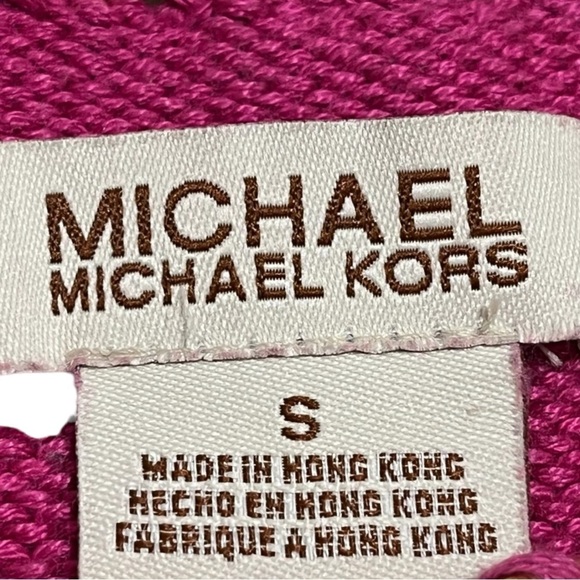 MICHAEL
MICHAEL KORS
S
MADE IN HONG KONG
HECHO EN HONG KONG
FABRIQUE A HONG KONG